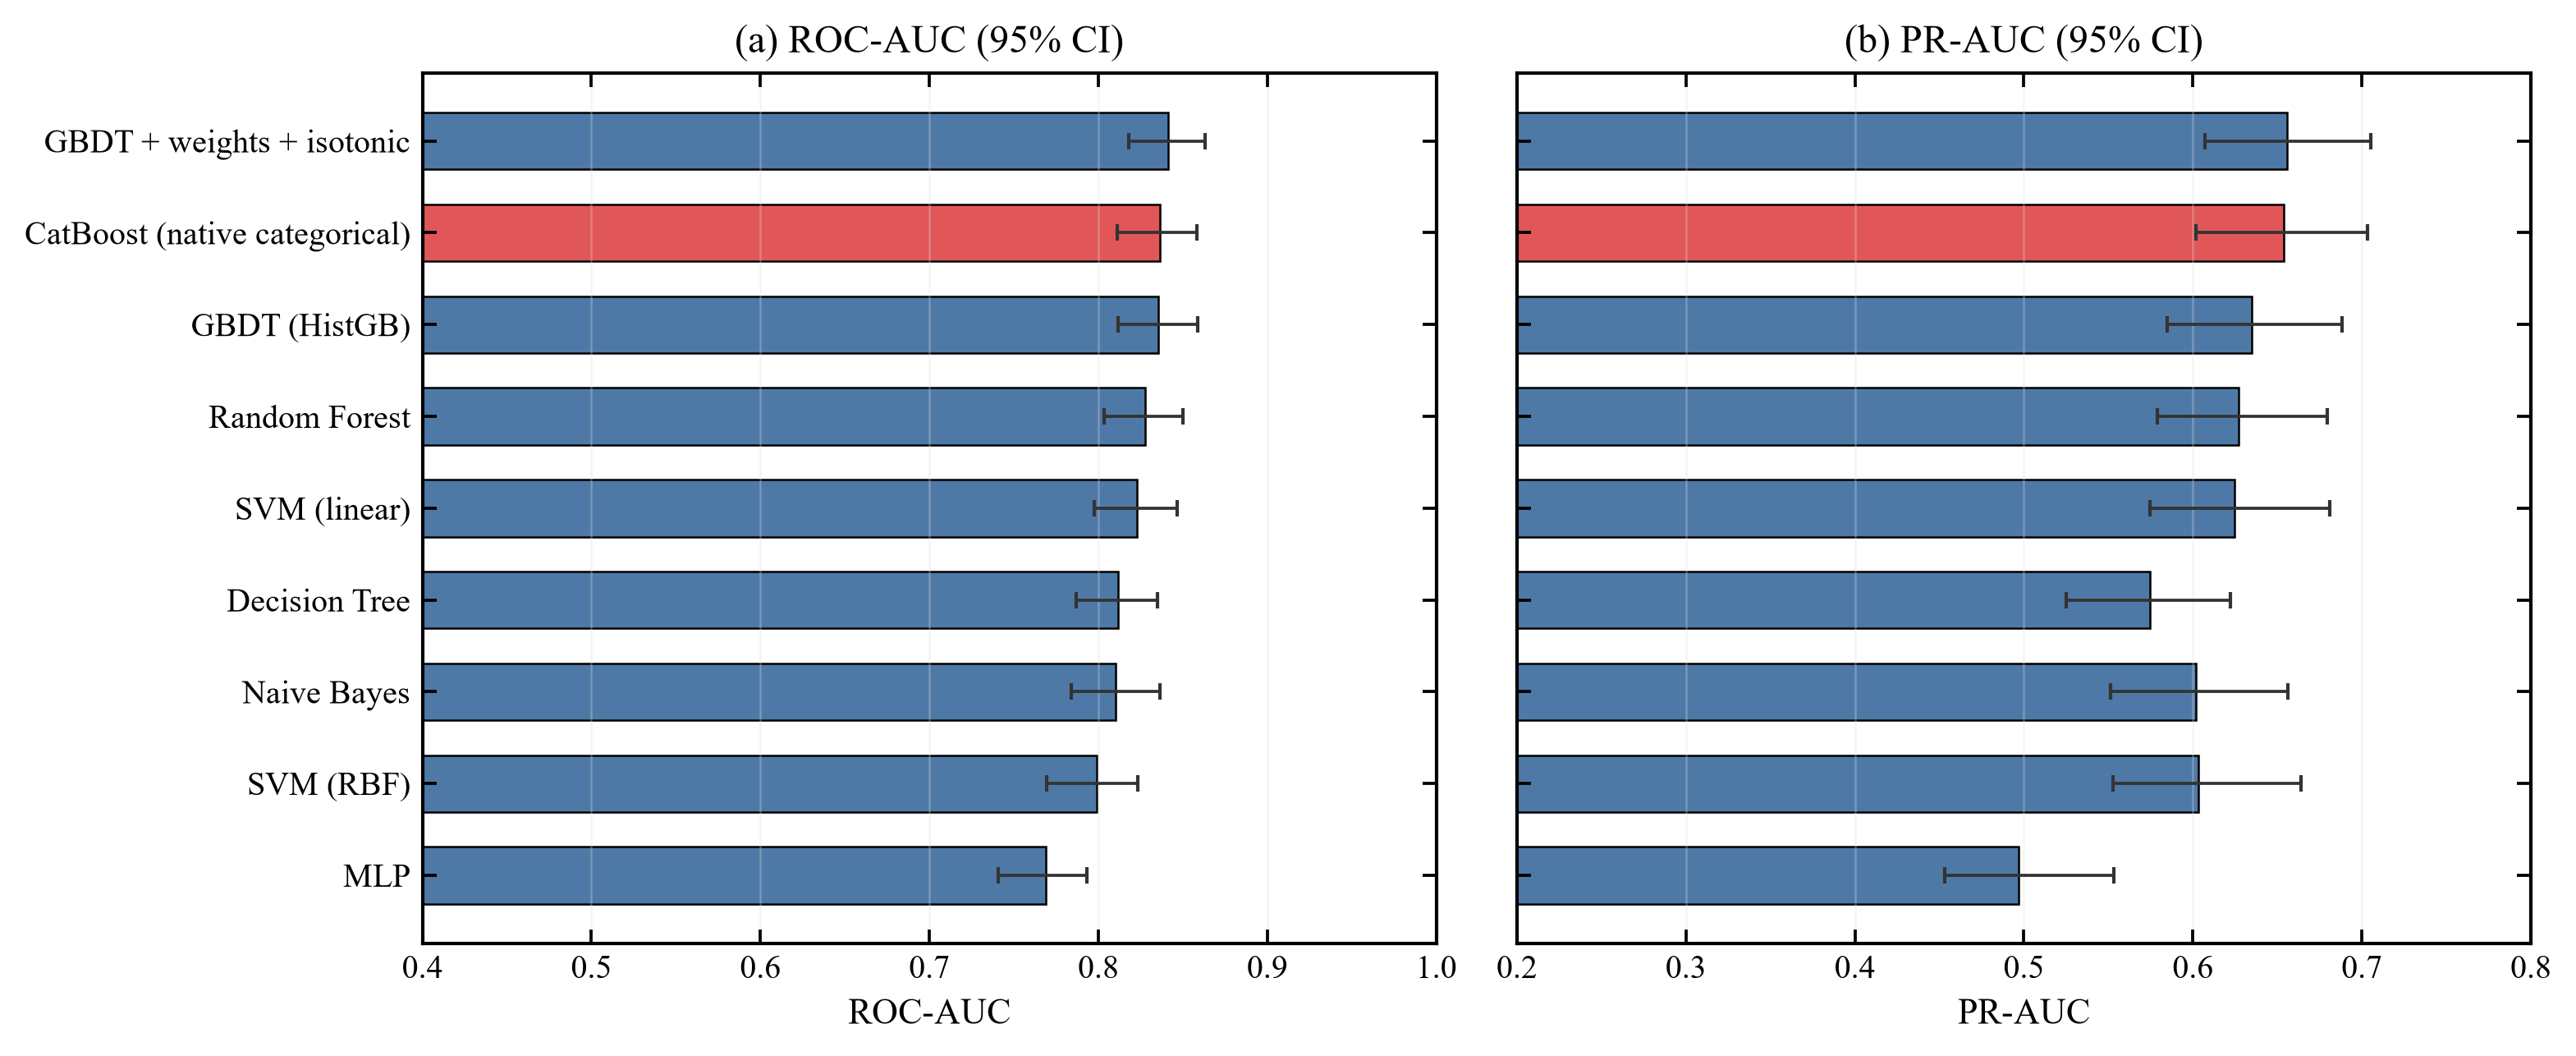 (a) ROC-AUC (95% CI)
GBDT + weights + isotonic
CatBoost (native categorical)
GBDT (HistGB)
Random Forest
SVM (linear)
Decision Tree
Naive Bayes
SVM (RBF)
MLP
0.4 0.5 0.6 0.7 0.8 0.9 1.0
ROC-AUC
(b) PR-AUC (95% CI)
0.2 0.3 0.4 0.5 0.6 0.7 0.8
PR-AUC